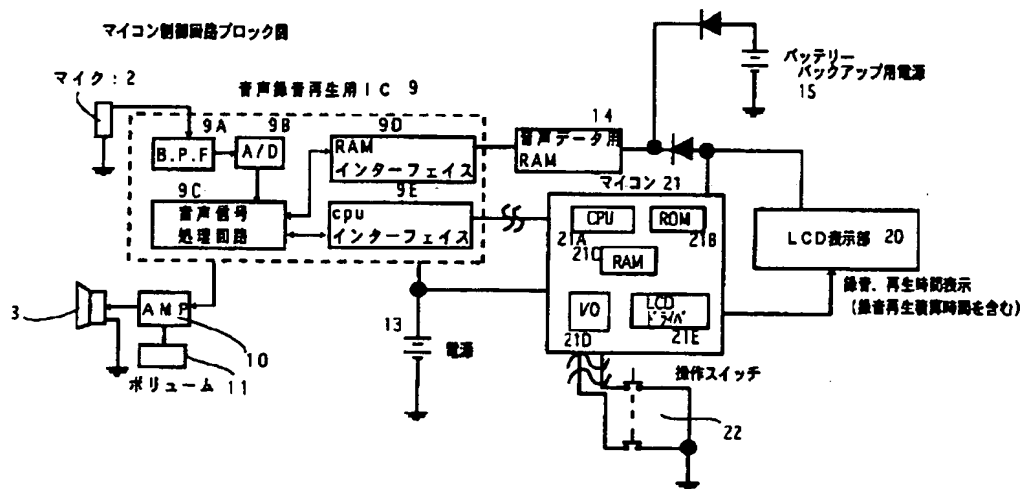 マイコン制御回路ブロック図
マイク:2
音声録音再生用IC 9
9A
9B
B.P.F
A/D
9C
音声信号
処理回路
9D
RAM
インターフェイス
9E
cpu
インターフェイス
14
音声データ用
RAM
バッテリー
バックアップ用電源
15
マイコン 21
CPU
ROM
21A
21B
21C
RAM
I/O
LCD
ドライバ
21D
21E
LCD表示部 20
録音、再生時間表示
(録音再生積算時間を含む)
3
AMP
10
ボリューム 11
13
電源
操作スイッチ
22